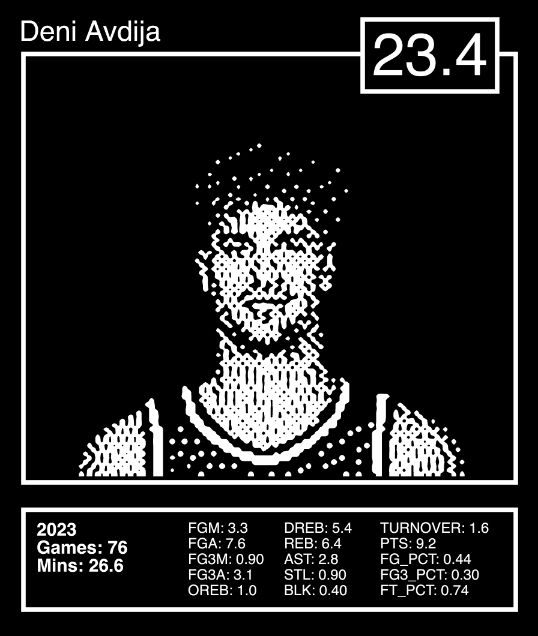 Deni Avdija
23.4
2023
Games: 76
Mins: 26.6
FGM: 3.3
FGA: 7.6
FG3M: 0.90
FG3A: 3.1
OREB: 1.0
DREB: 5.4
REB: 6.4
AST: 2.8
STL: 0.90
BLK: 0.40
TURNOVER: 1.6
PTS: 9.2
FG_PCT: 0.44
FG3_PCT: 0.30
FT_PCT: 0.74